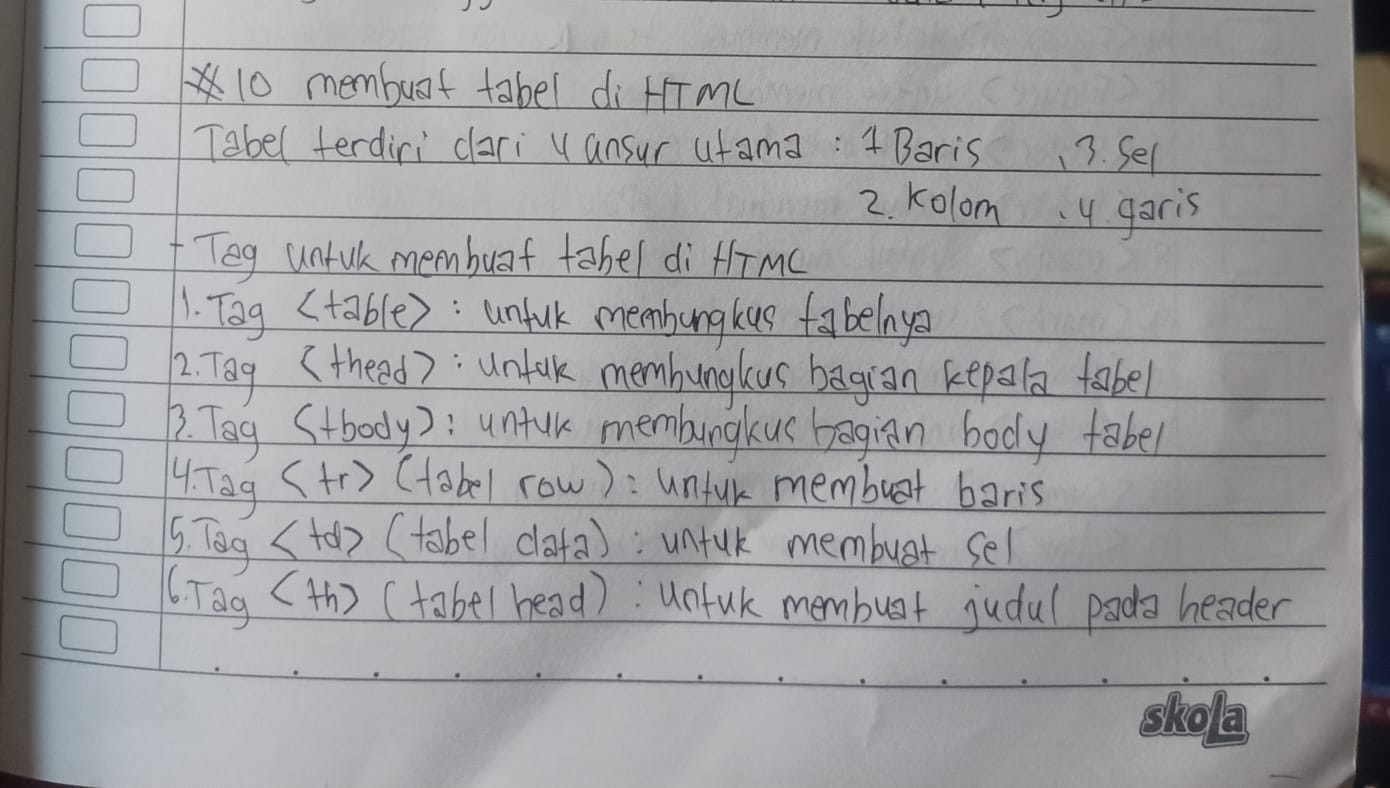 #10 membuat tabel di HTML
Tabel terdiri dari 4 unsur utama : 1 Baris , 3. Sel
2. Kolom , 4. garis
+ Tag untuk membuat tabel di HTML
1. Tag <table> : untuk membungkus tabelnya
2. Tag <thead> : untuk membungkus bagian kepala tabel
3. Tag <tbody> : untuk membungkus bagian body tabel
4. Tag <tr> (tabel row) : untuk membuat baris
5. Tag <td> (tabel data) : untuk membuat sel
6. Tag <th> (tabel head) : untuk membuat judul pada header
skola